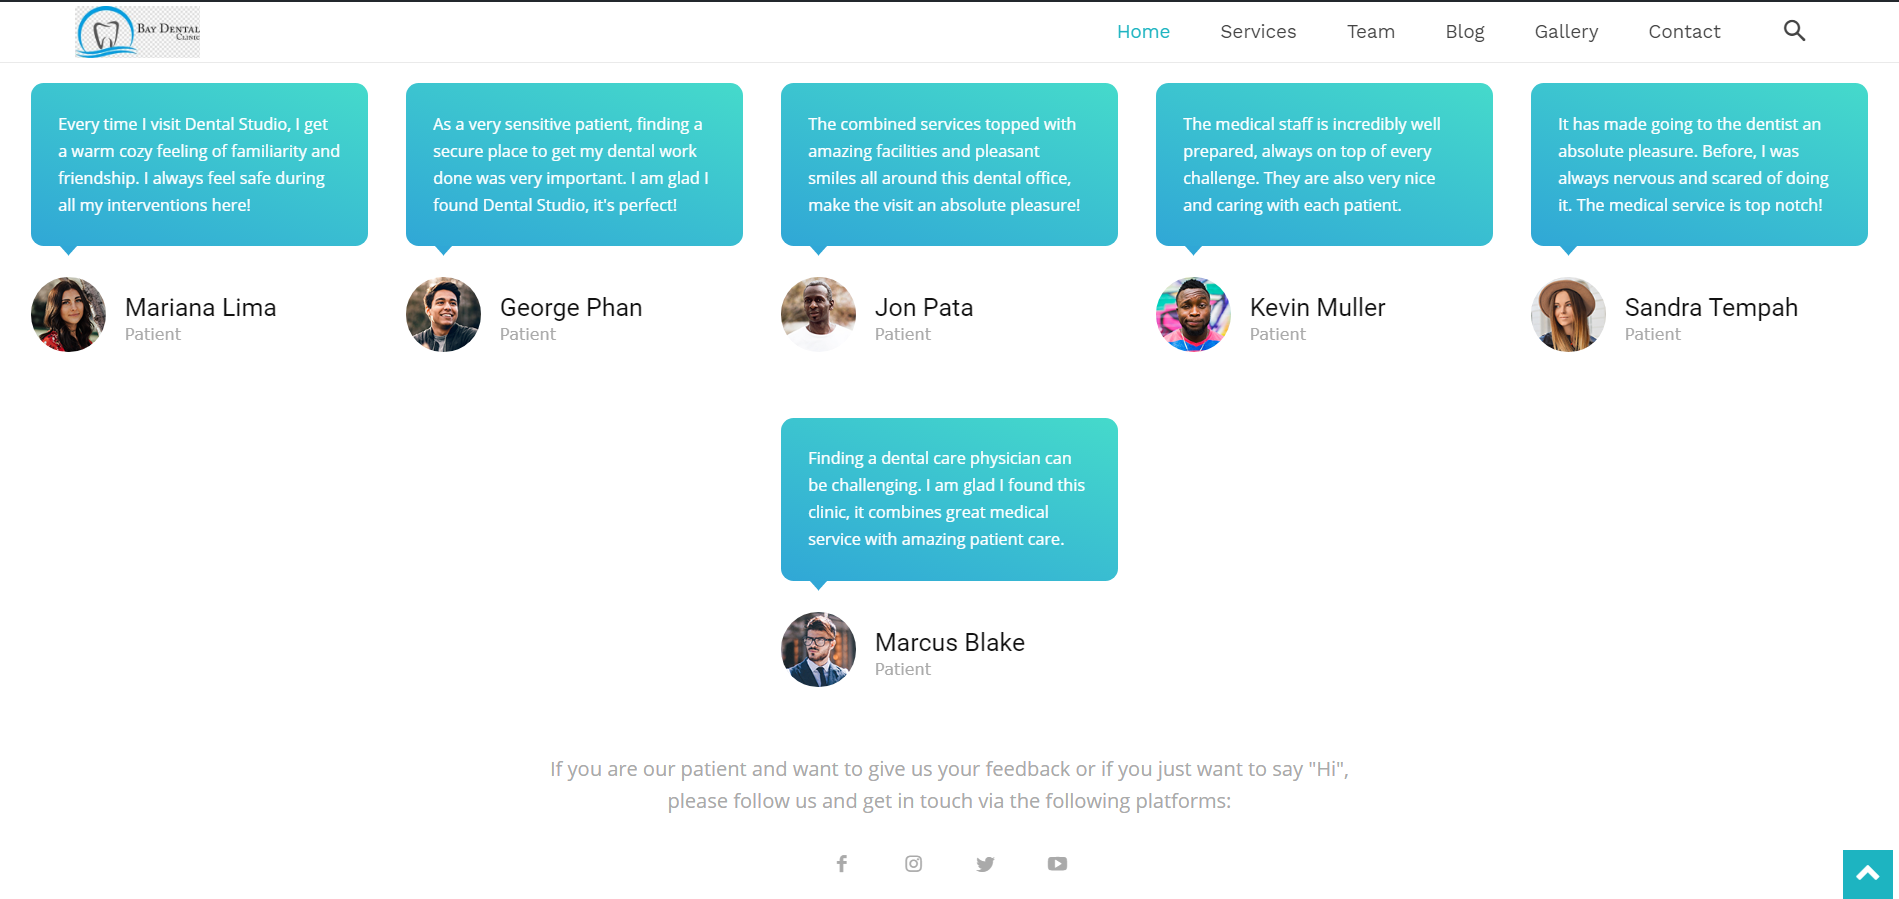 Bay Dental
Clinic
Home
Services
Team
Blog
Gallery
Contact
Every time I visit Dental Studio, I get
a warm cozy feeling of familiarity and
friendship. I always feel safe during
all my interventions here!
Mariana Lima
Patient
As a very sensitive patient, finding a
secure place to get my dental work
done was very important. I am glad I
found Dental Studio, it's perfect!
George Phan
Patient
The combined services topped with
amazing facilities and pleasant
smiles all around this dental office,
make the visit an absolute pleasure!
Jon Pata
Patient
The medical staff is incredibly well
prepared, always on top of every
challenge. They are also very nice
and caring with each patient.
Kevin Muller
Patient
It has made going to the dentist an
absolute pleasure. Before, I was
always nervous and scared of doing
it. The medical service is top notch!
Sandra Tempah
Patient
Finding a dental care physician can
be challenging. I am glad I found this
clinic, it combines great medical
service with amazing patient care.
Marcus Blake
Patient
If you are our patient and want to give us your feedback or if you just want to say "Hi",
please follow us and get in touch via the following platforms: